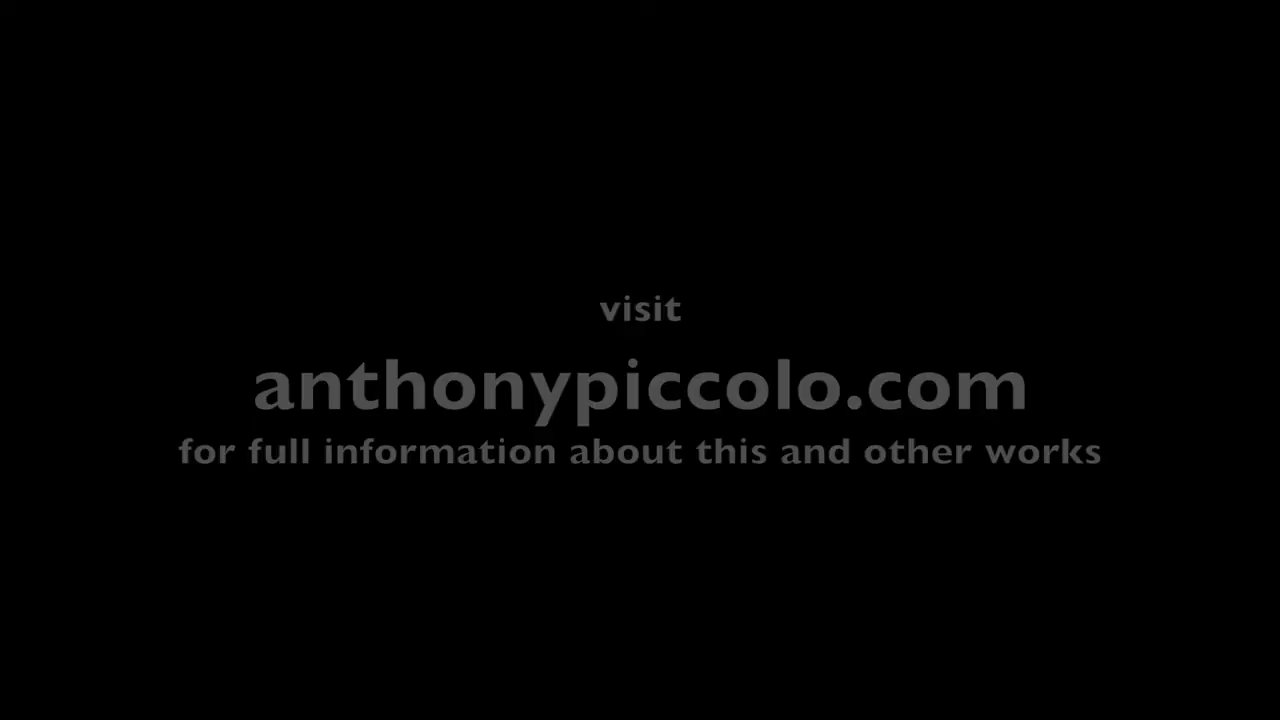 visit
anthonypiccolo.com
for full information about this and other works